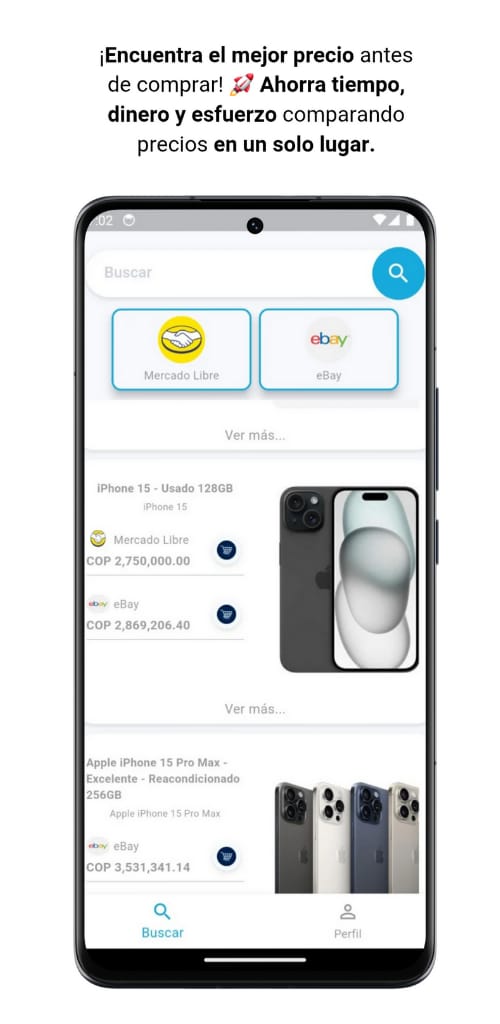 ¡Encuentra el mejor precio antes
de comprar! 🚀 Ahorra tiempo,
dinero y esfuerzo comparando
precios en un solo lugar.
:02
Buscar
Mercado Libre
ebay
eBay
Ver más...
iPhone 15 - Usado 128GB
iPhone 15
Mercado Libre
COP 2,750,000.00
ebay eBay
COP 2,869,206.40
Ver más...
Apple iPhone 15 Pro Max -
Excelente - Reacondicionado
256GB
Apple iPhone 15 Pro Max
ebay eBay
COP 3,531,341.14
Buscar
Perfil